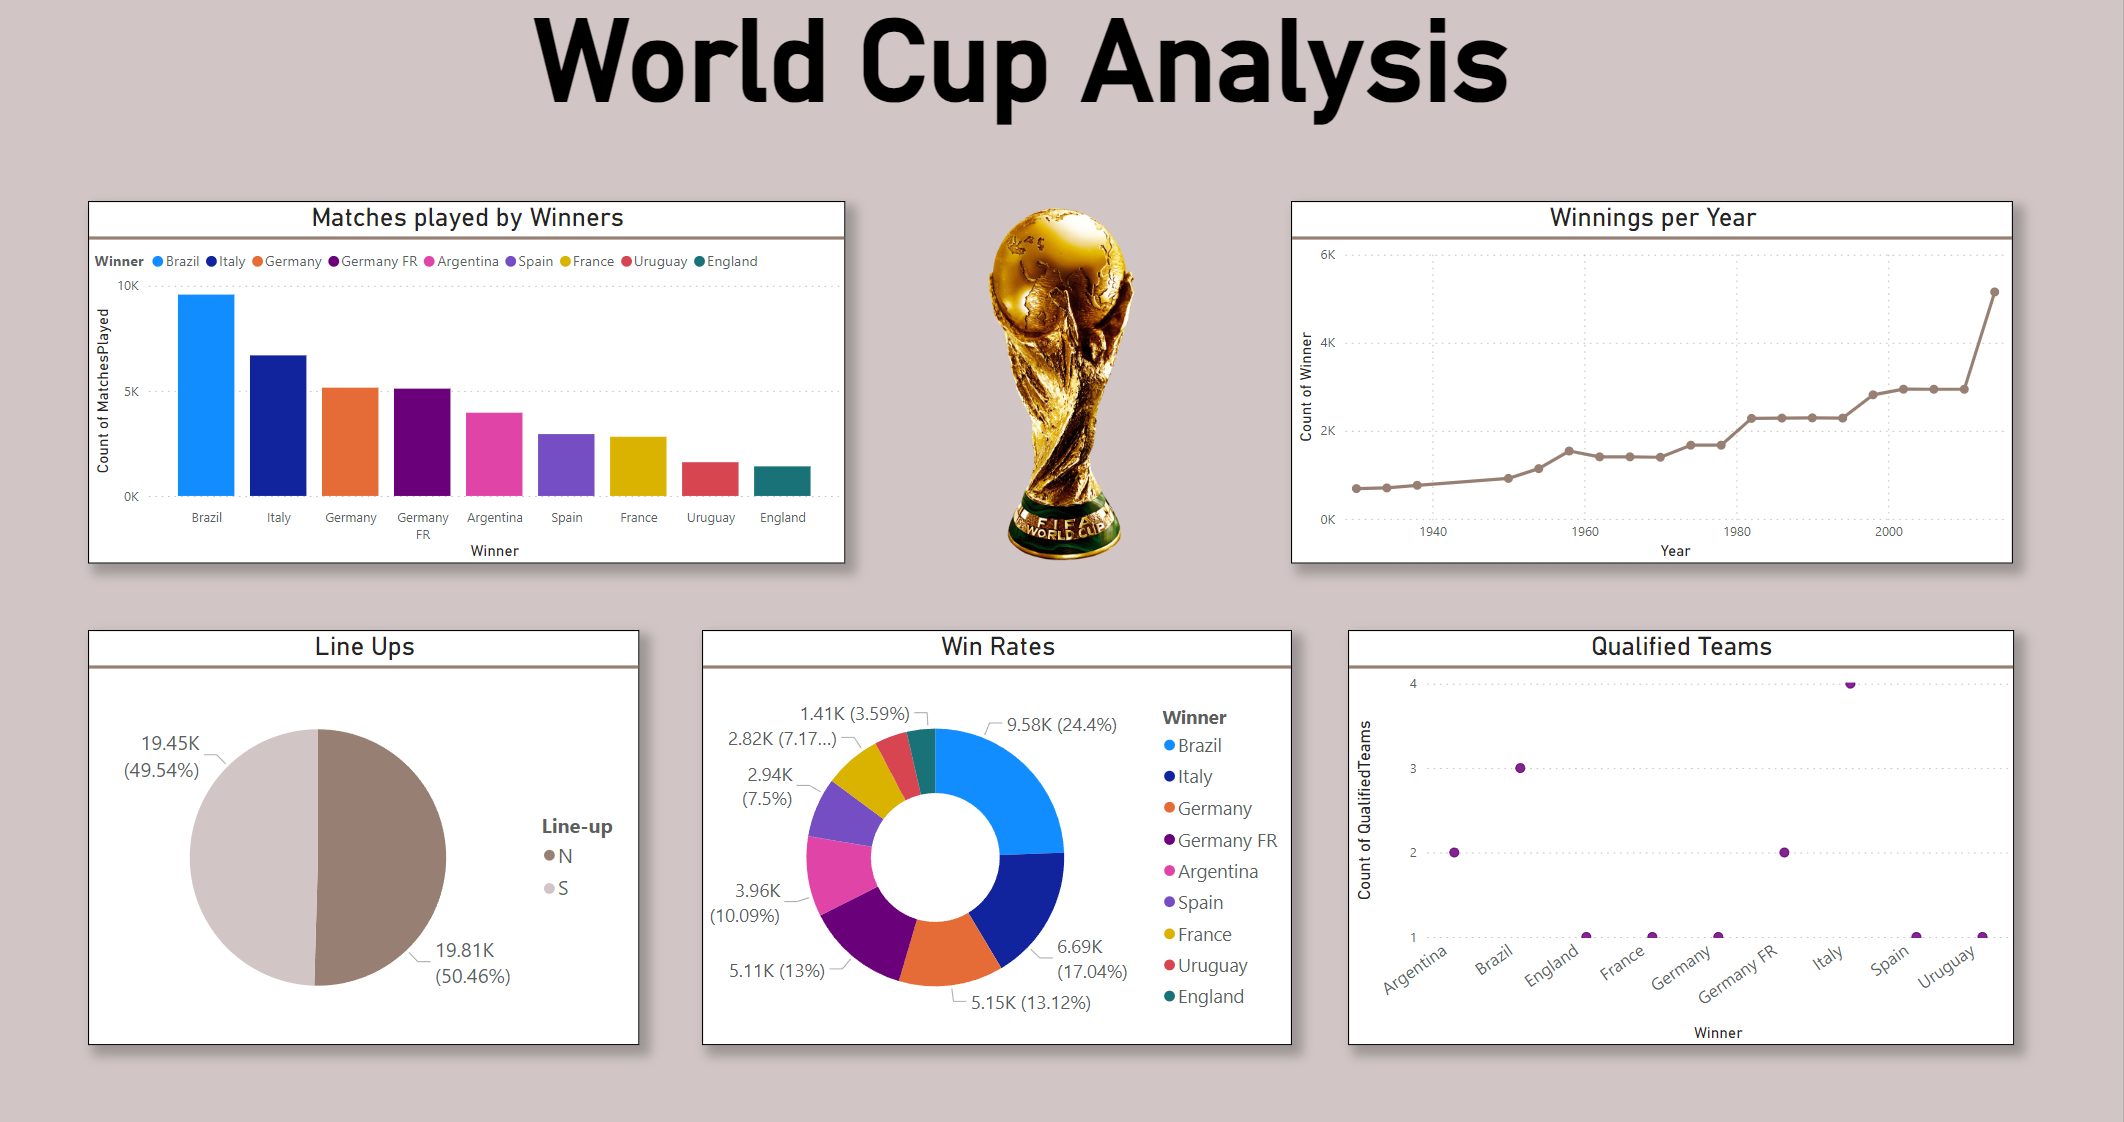 World Cup Analysis
Matches played by Winners
Winner Brazil Italy Germany Germany FR Argentina Spain France Uruguay England
Count of MatchesPlayed
10K
5K
0K
Brazil Italy Germany Germany FR Argentina Spain France Uruguay England
Winner
FIFA
WORLD CUP
Winnings per Year
Count of Winner
6K
4K
2K
0K
1940 1960 1980 2000
Year
Line Ups
19.45K
(49.54%)
19.81K
(50.46%)
Line-up
N
S
Win Rates
1.41K (3.59%)
9.58K (24.4%)
2.82K (7.17...)
2.94K
(7.5%)
3.96K
(10.09%)
5.11K (13%)
5.15K (13.12%)
6.69K
(17.04%)
Winner
Brazil
Italy
Germany
Germany FR
Argentina
Spain
France
Uruguay
England
Qualified Teams
Count of QualifiedTeams
4
3
2
1
Argentina Brazil England France Germany Germany FR Italy Spain Uruguay
Winner